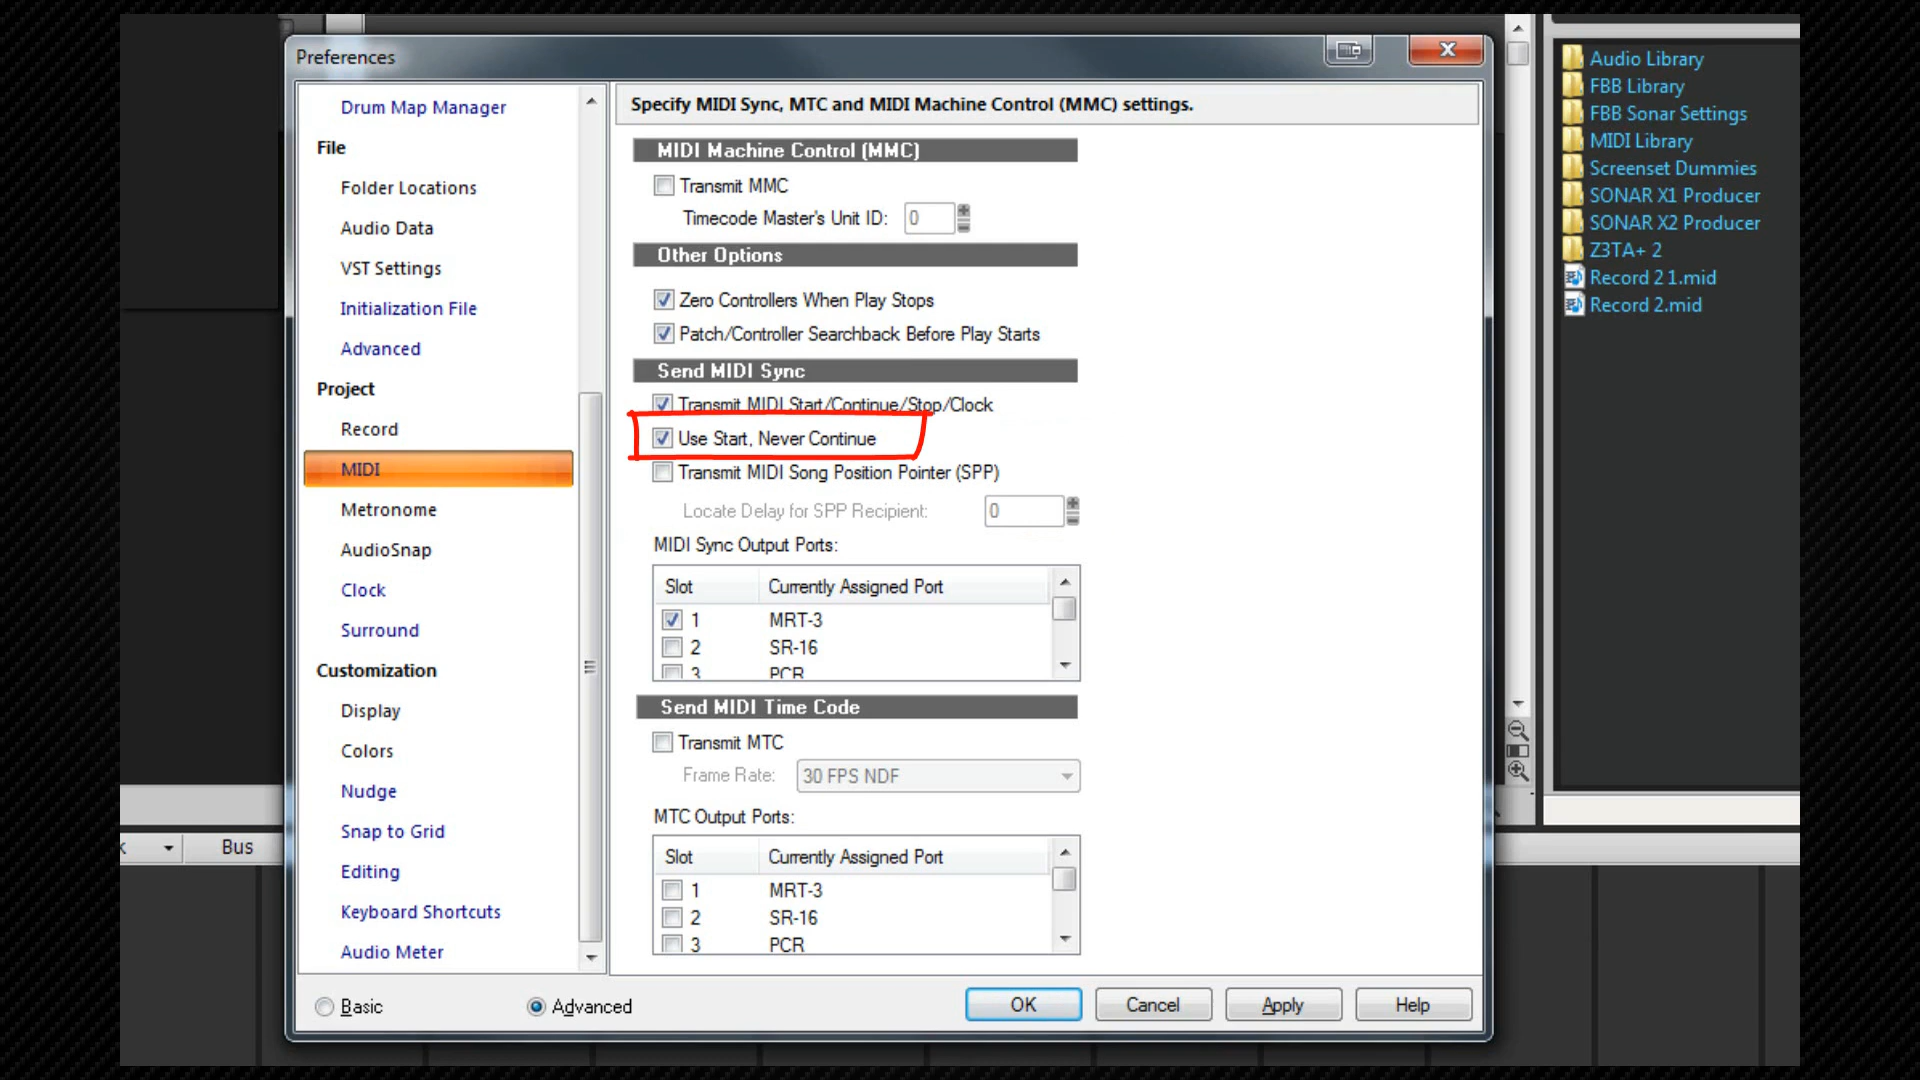 Preferences
Drum Map Manager
File
Folder Locations
Audio Data
VST Settings
Initialization File
Advanced
Project
Record
MIDI
Metronome
AudioSnap
Clock
Surround
Customization
Display
Colors
Nudge
Snap to Grid
Editing
Keyboard Shortcuts
Audio Meter
Basic
Advanced
Specify MIDI Sync, MTC and MIDI Machine Control (MMC) settings.
MIDI Machine Control (MMC)
Transmit MMC
Timecode Master's Unit ID: 0
Other Options
Zero Controllers When Play Stops
Patch/Controller Searchback Before Play Starts
Send MIDI Sync
Transmit MIDI Start/Continue/Stop/Clock
Use Start, Never Continue
Transmit MIDI Song Position Pointer (SPP)
Locate Delay for SPP Recipient: 0
MIDI Sync Output Ports:
Slot Currently Assigned Port
1 MRT-3
2 SR-16
3 PCR
Send MIDI Time Code
Transmit MTC
Frame Rate: 30 FPS NDF
MTC Output Ports:
Slot Currently Assigned Port
1 MRT-3
2 SR-16
3 PCR
OK Cancel Apply Help
Audio Library
FBB Library
FBB Sonar Settings
MIDI Library
Screenset Dummies
SONAR X1 Producer
SONAR X2 Producer
Z3TA+ 2
Record 2 1.mid
Record 2.mid
Bus